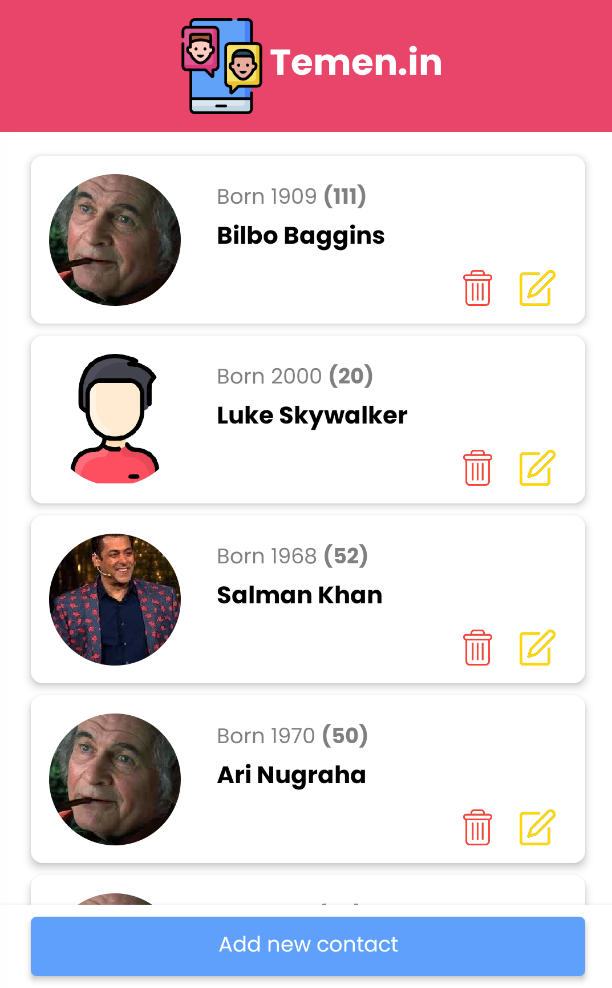 Temen.in
Born 1909 (111)
Bilbo Baggins
Born 2000 (20)
Luke Skywalker
Born 1968 (52)
Salman Khan
Born 1970 (50)
Ari Nugraha
Add new contact